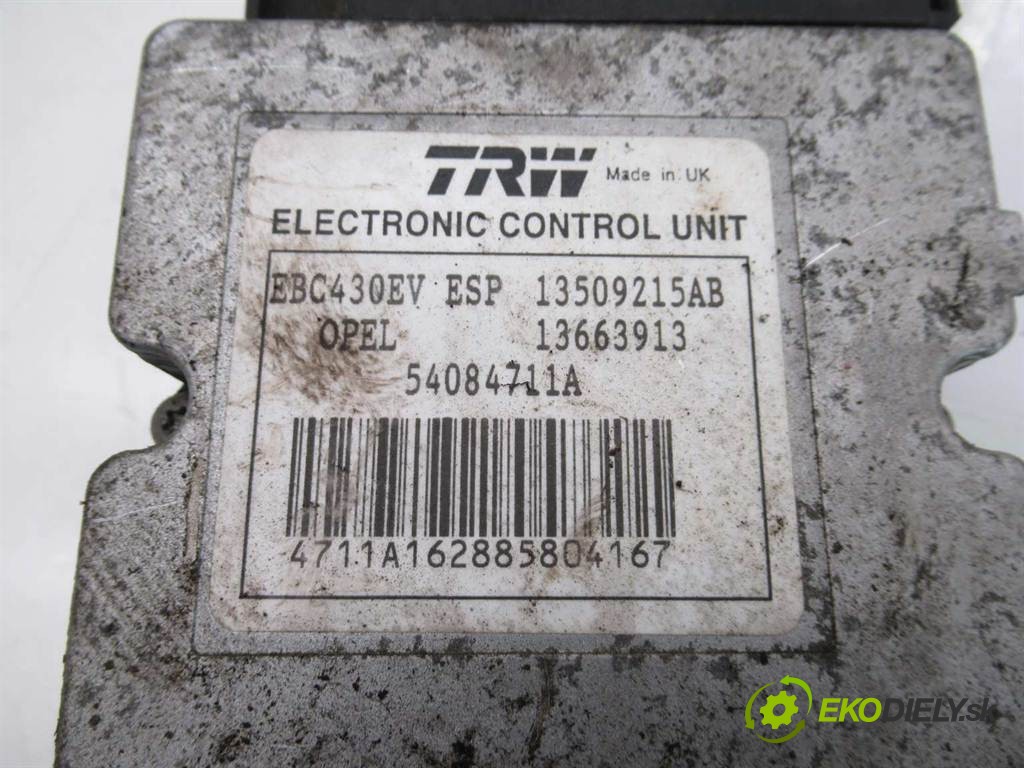 TRW Made in UK
ELECTRONIC CONTROL UNIT
EBC430EV ESP 13509215AB
OPEL 13663913
54084711A
4711A162885804167
EKODIELY.sk